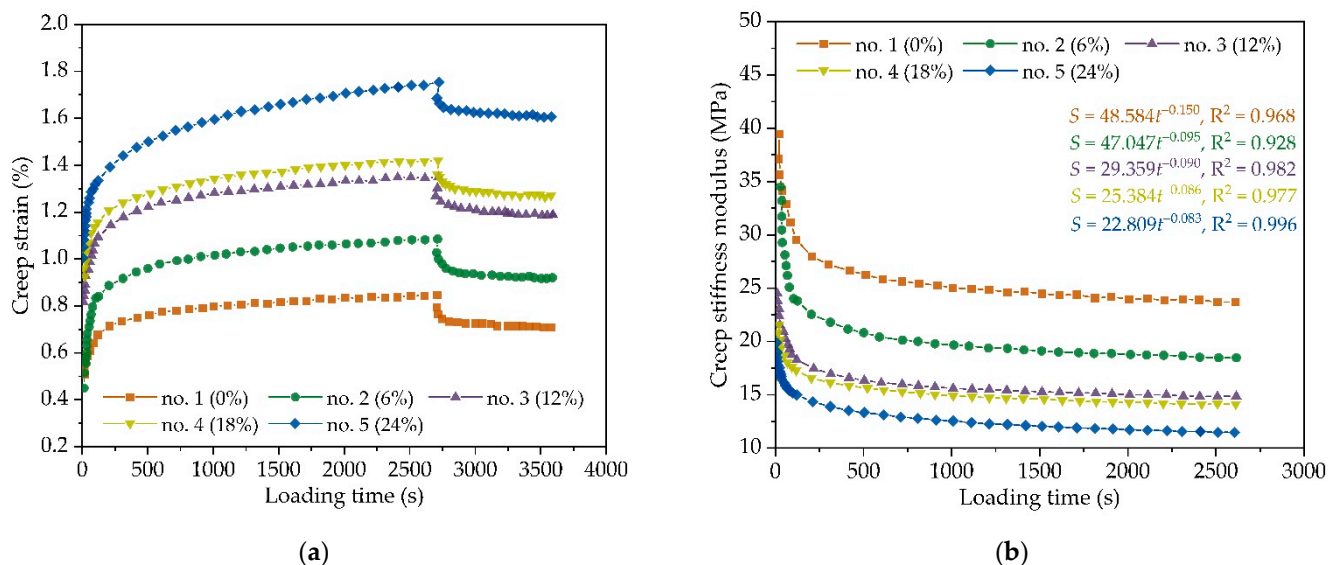 2.0
1.8
1.6
1.4
1.2
1.0
0.8
0.6
0.4
0.2
Creep strain (%)
no. 1 (0%) no. 2 (6%) no. 3 (12%)
no. 4 (18%) no. 5 (24%)
0 500 1000 1500 2000 2500 3000 3500 4000
Loading time (s)
(a)
50
45
40
35
30
25
20
15
10
Creep stiffness modulus (MPa)
no. 1 (0%) no. 2 (6%) no. 3 (12%)
no. 4 (18%) no. 5 (24%)
S = 48.584t^−0.150, R² = 0.968
S = 47.047t^−0.095, R² = 0.928
S = 29.359t^−0.090, R² = 0.982
S = 25.384t^−0.086, R² = 0.977
S = 22.809t^−0.083, R² = 0.996
0 500 1000 1500 2000 2500 3000
Loading time (s)
(b)